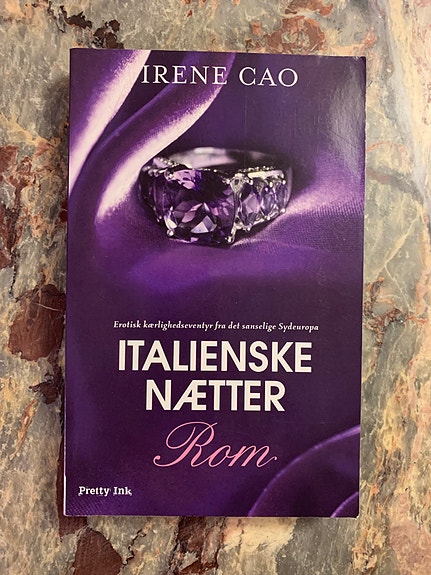 IRENE CAO
Erotisk kærlighedseventyr fra det sanselige Sydeuropa
ITALIENSKE
NÆTTER
Rom
Pretty Ink